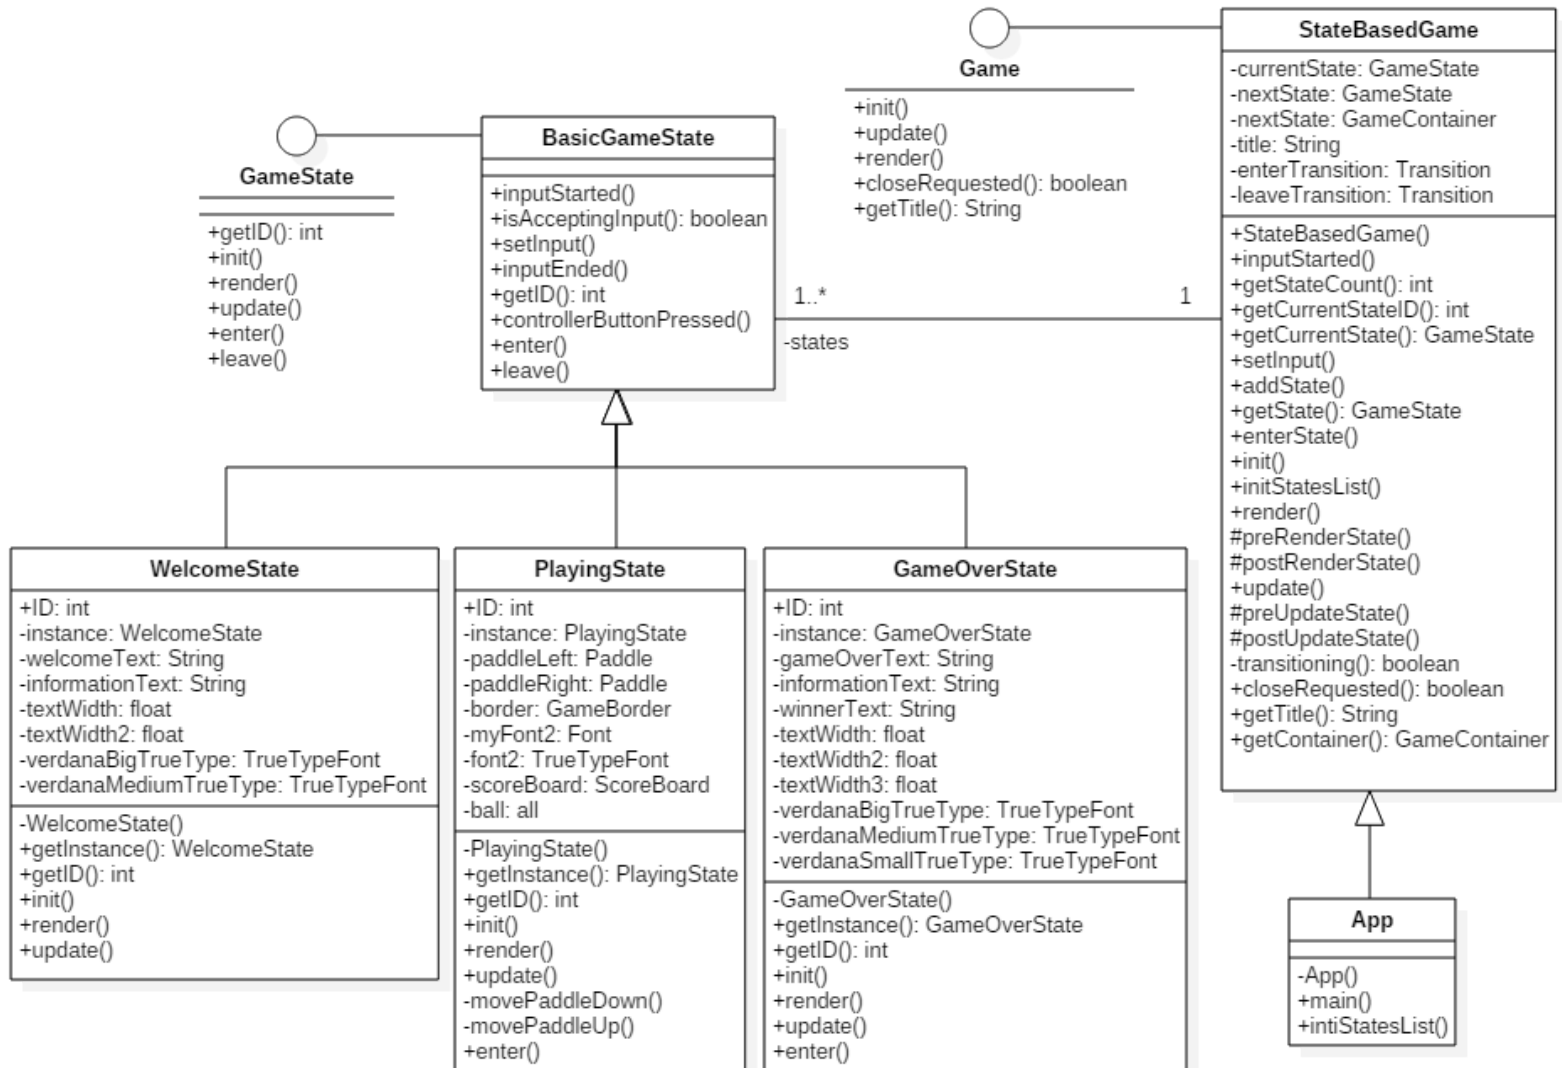 GameState
+getID(): int
+init()
+render()
+update()
+enter()
+leave()
BasicGameState
+inputStarted()
+isAcceptingInput(): boolean
+setInput()
+inputEnded()
+getID(): int
+controllerButtonPressed()
+enter()
+leave()
Game
+init()
+update()
+render()
+closeRequested(): boolean
+getTitle(): String
1..*
1
-states
StateBasedGame
-currentState: GameState
-nextState: GameState
-nextState: GameContainer
-title: String
-enterTransition: Transition
-leaveTransition: Transition
+StateBasedGame()
+inputStarted()
+getStateCount(): int
+getCurrentStateID(): int
+getCurrentState(): GameState
+setInput()
+addState()
+getState(): GameState
+enterState()
+init()
+initStatesList()
+render()
#preRenderState()
#postRenderState()
+update()
#preUpdateState()
#postUpdateState()
-transitioning(): boolean
+closeRequested(): boolean
+getTitle(): String
+getContainer(): GameContainer
WelcomeState
+ID: int
-instance: WelcomeState
-welcomeText: String
-informationText: String
-textWidth: float
-textWidth2: float
-verdanaBigTrueType: TrueTypeFont
-verdanaMediumTrueType: TrueTypeFont
-WelcomeState()
+getInstance(): WelcomeState
+getID(): int
+init()
+render()
+update()
PlayingState
+ID: int
-instance: PlayingState
-paddleLeft: Paddle
-paddleRight: Paddle
-border: GameBorder
-myFont2: Font
-font2: TrueTypeFont
-scoreBoard: ScoreBoard
-ball: all
-PlayingState()
+getInstance(): PlayingState
+getID(): int
+init()
+render()
+update()
-movePaddleDown()
-movePaddleUp()
+enter()
GameOverState
+ID: int
-instance: GameOverState
-gameOverText: String
-informationText: String
-winnerText: String
-textWidth: float
-textWidth2: float
-textWidth3: float
-verdanaBigTrueType: TrueTypeFont
-verdanaMediumTrueType: TrueTypeFont
-verdanaSmallTrueType: TrueTypeFont
-GameOverState()
+getInstance(): GameOverState
+getID(): int
+init()
+render()
+update()
+enter()
App
-App()
+main()
+intiStatesList()